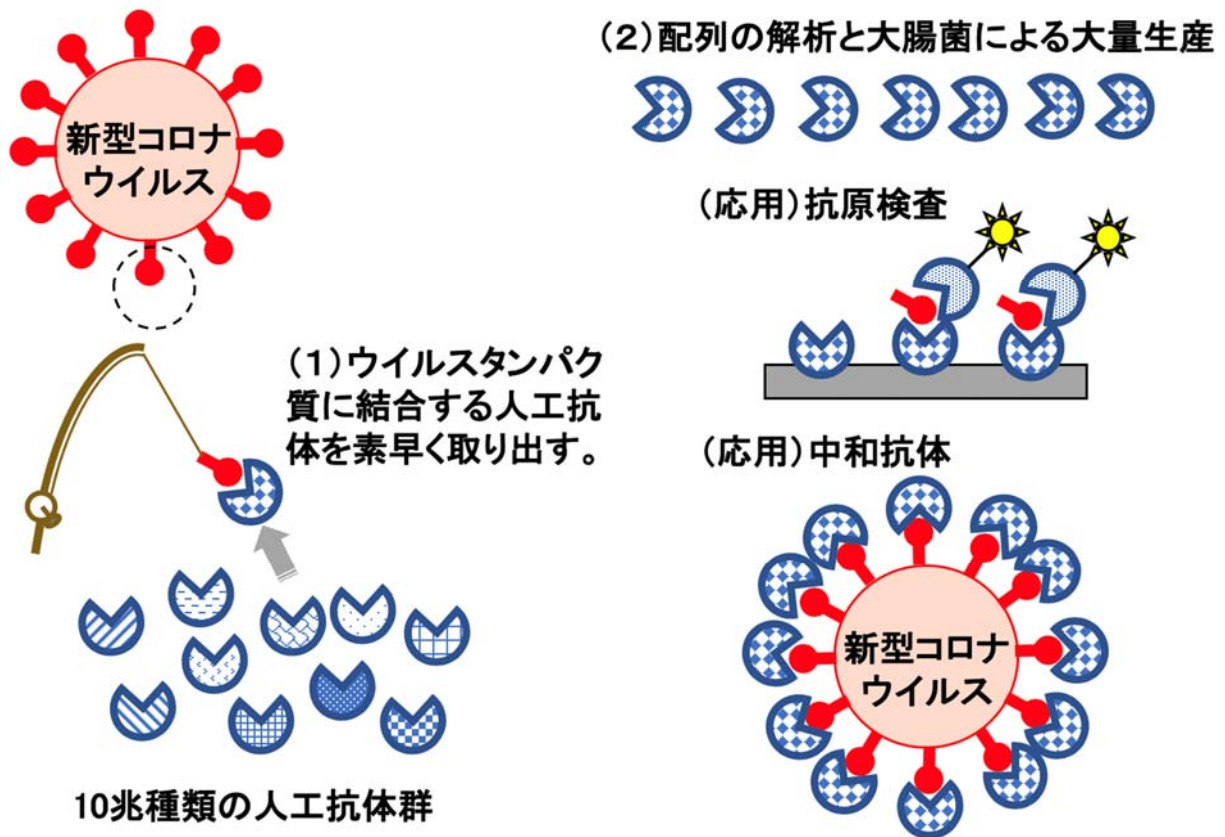 新型コロナ
ウイルス
(1)ウイルスタンパク
質に結合する人工抗
体を素早く取り出す。
10兆種類の人工抗体群
(2)配列の解析と大腸菌による大量生産
(応用)抗原検査
(応用)中和抗体
新型コロナ
ウイルス